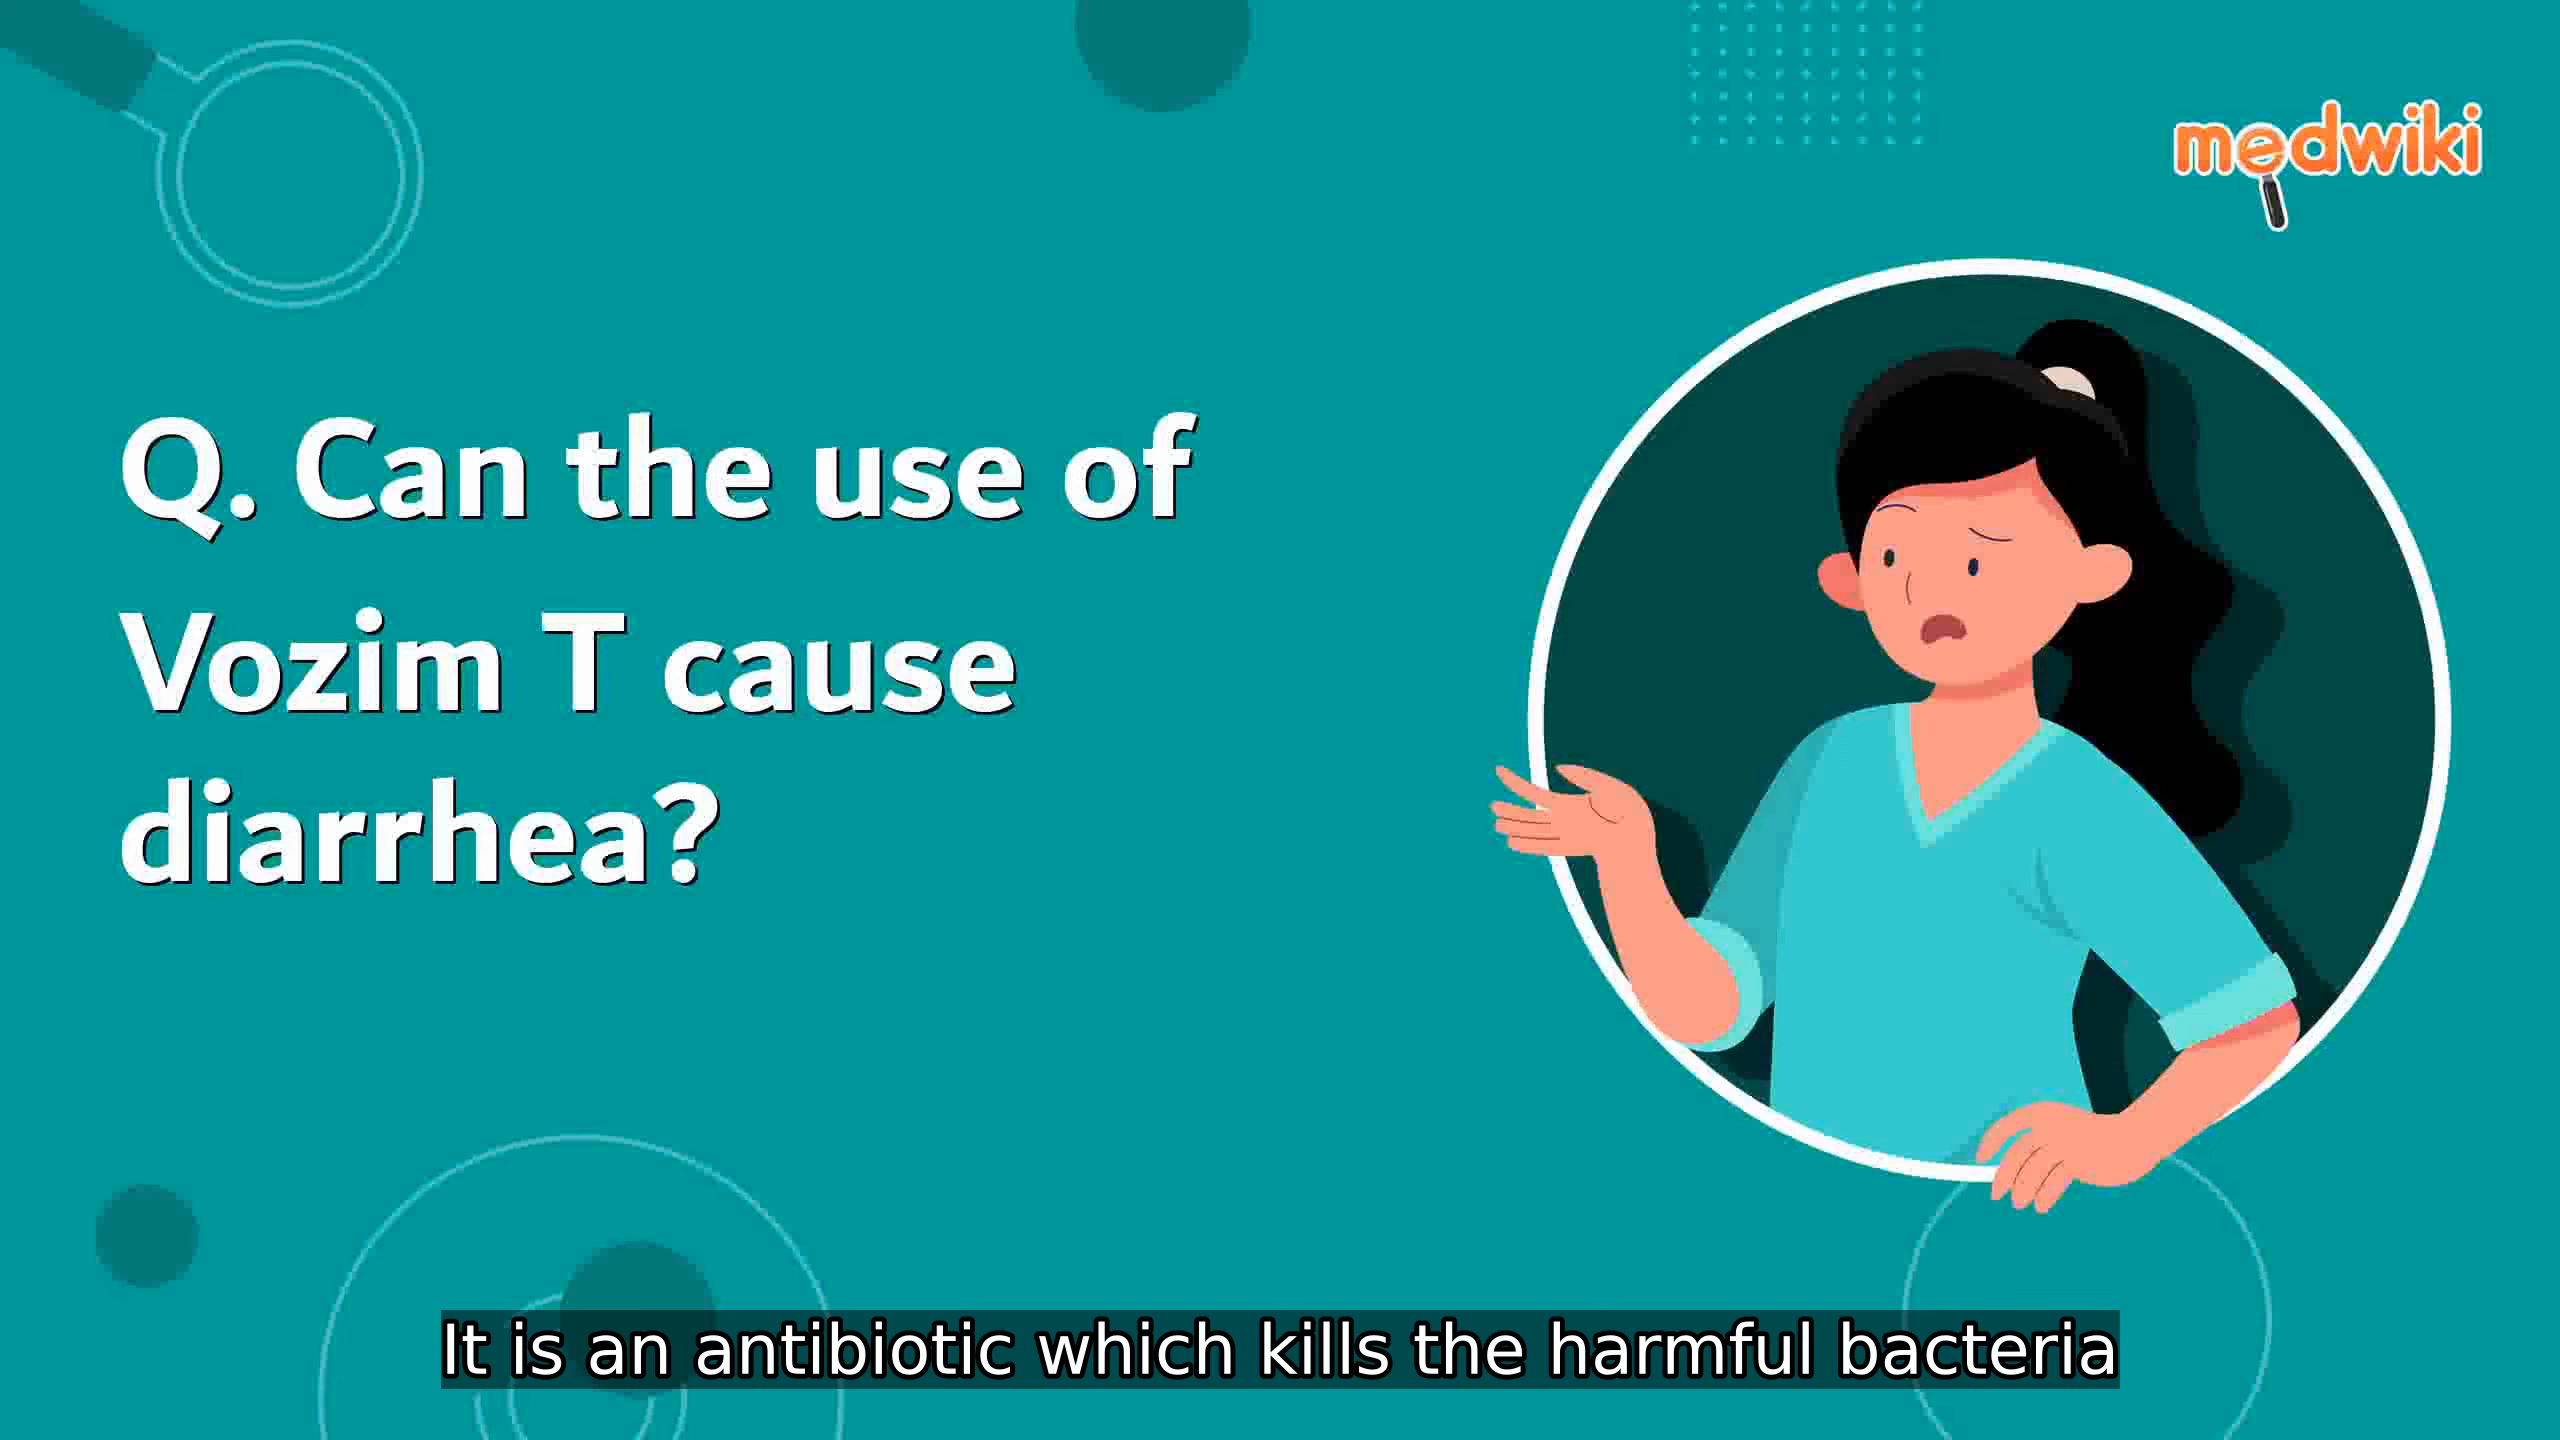 medwiki
Q. Can the use of
Vozim T cause
diarrhea?
It is an antibiotic which kills the harmful bacteria